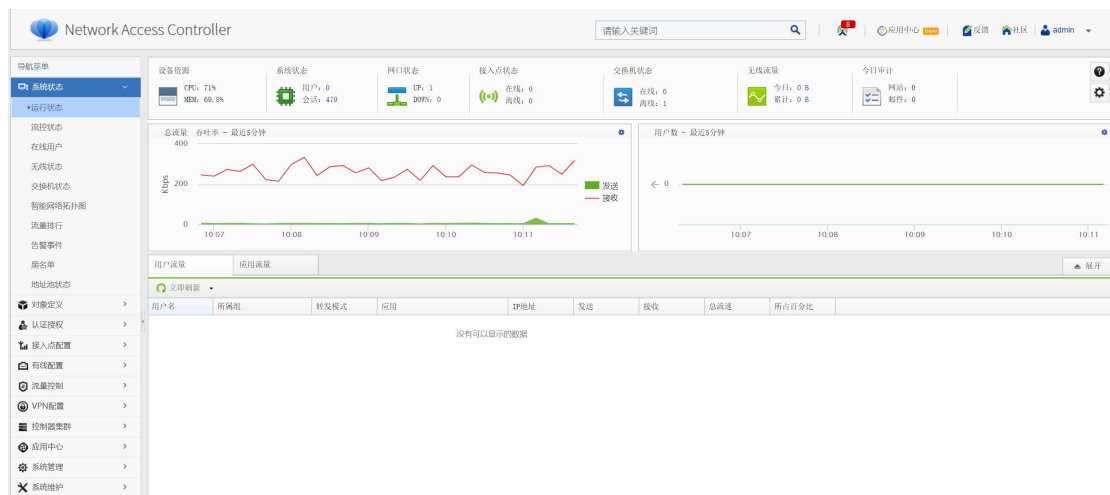 Network Access Controller
请输入关键词
8
应用中心
反馈
社区
admin
导航菜单
系统状态
运行状态
流控状态
在线用户
无线状态
交换机状态
智能网络拓扑图
流量排行
告警事件
黑名单
地址池状态
对象定义
认证授权
接入点配置
有线配置
流量控制
VPN配置
控制器集群
应用中心
系统管理
系统维护
设备资源
CPU: 71%
MEM: 69.8%
系统状态
用户: 0
会话: 479
网口状态
UP: 1
DOWN: 0
接入点状态
在线: 0
离线: 0
交换机状态
在线: 0
离线: 1
无线流量
今日: 0 B
累计: 0 B
今日审计
网站: 0
邮件: 0
总流量 吞吐率 - 最近5分钟
400
200
0
Kbps
10:07 10:08 10:09 10:10 10:11
发送
接收
用户数 - 最近5分钟
0
10:07 10:08 10:09 10:10 10:11
用户流量 应用流量
展开
立即刷新
用户名 所属组 转发模式 应用 IP地址 发送 接收 总流速 所占百分比
没有可以显示的数据